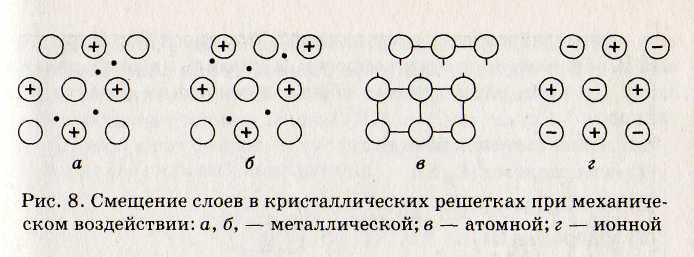 + + + − + −
+ + + + − + −
+ + − + −
а б в г
Рис. 8. Смещение слоев в кристаллических решетках при механиче-
ском воздействии: а, б, — металлической; в — атомной; г — ионной